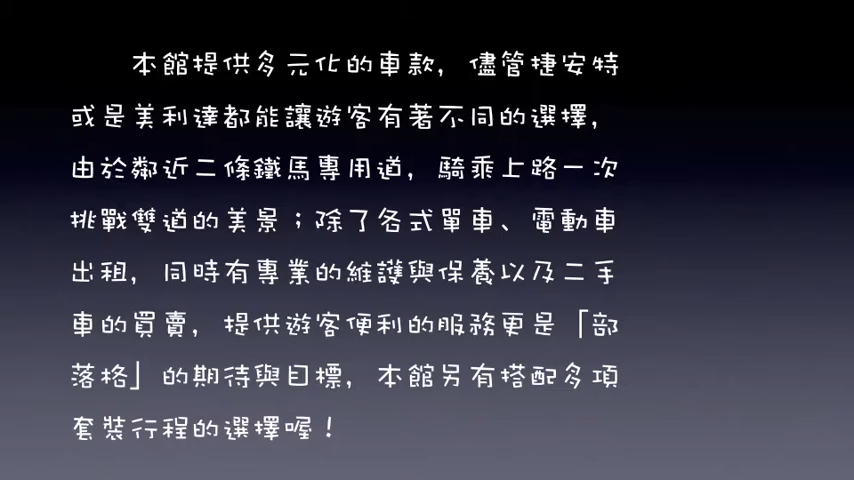 本館提供多元化的車款，儘管捷安特
或是美利達都能讓遊客有著不同的選擇，
由於鄰近二條鐵馬專用道，騎乘上路一次
挑戰雙道的美景；除了各式單車、電動車
出租，同時有專業的維護與保養以及二手
車的買賣，提供遊客便利的服務更是「部
落格」的期待與目標，本館另有搭配多項
套裝行程的選擇喔！